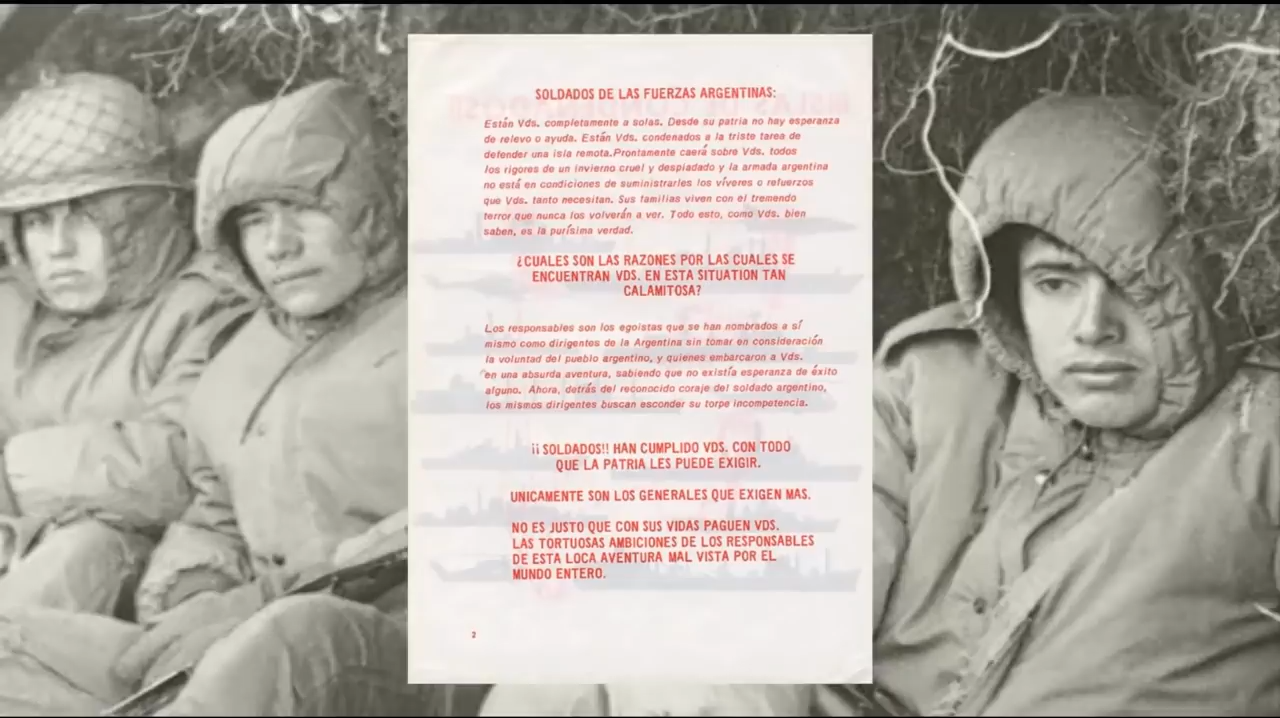 SOLDADOS DE LAS FUERZAS ARGENTINAS:
Están Vds. completamente a solas. Desde su patria no hay esperanza
de relevo o ayuda. Están Vds. condenados a la triste tarea de
defender una isla remota.Prontamente caerá sobre Vds. todos
los rigores de un invierno cruel y despiadado y la armada argentina
no está en condiciones de suministrarles los víveres o refuerzos
que Vds. tanto necesitan. Sus familias viven con el tremendo
terror que nunca los volverán a ver. Todo esto, como Vds. bien
saben, es la purísima verdad.
¿CUALES SON LAS RAZONES POR LAS CUALES SE
ENCUENTRAN VDS. EN ESTA SITUATION TAN
CALAMITOSA?
Los responsables son los egoistas que se han nombrados a sí
mismo como dirigentes de la Argentina sin tomar en consideración
la voluntad del pueblo argentino, y quienes embarcaron a Vds.
en una absurda aventura, sabiendo que no existía esperanza de éxito
alguno. Ahora, detrás del reconocido coraje del soldado argentino,
los mismos dirigentes buscan esconder su torpe incompetencia.
¡¡SOLDADOS!! HAN CUMPLIDO VDS. CON TODO
QUE LA PATRIA LES PUEDE EXIGIR.
UNICAMENTE SON LOS GENERALES QUE EXIGEN MAS.
NO ES JUSTO QUE CON SUS VIDAS PAGUEN VDS.
LAS TORTUOSAS AMBICIONES DE LOS RESPONSABLES
DE ESTA LOCA AVENTURA MAL VISTA POR EL
MUNDO ENTERO.
2